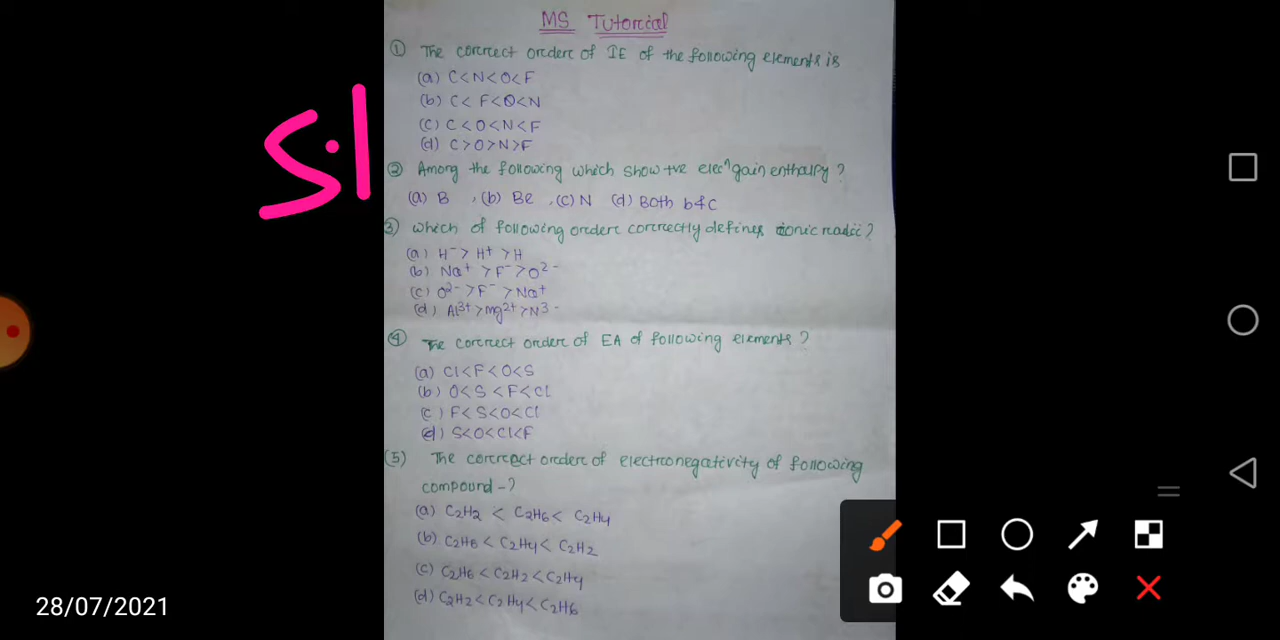 MS Tutorial
① The correct order of IE of the following elements is
(a) C<N<O<F
(b) C< F<O<N
(c) C<O<N<F
(d) C>O>N>F
② Among the following which show +ve elecⁿ gain enthalpy?
(a) B , (b) Be , (c) N (d) Both b&c
③ which of following order correctly defines ionic radii?
(a) H⁻ > H⁺ > H
(b) Na⁺ > F⁻ > O²⁻
(c) O²⁻ > F⁻ > Na⁺
(d) Al³⁺ > Mg²⁺ > N³⁻
④ The correct order of EA of following elements?
(a) Cl<F<O<S
(b) O<S<F<Cl
(c) F<S<O<Cl
(d) S<O<Cl<F
(5) The correct order of electronegativity of following
compound-?
(a) C₂H₂ < C₂H₆ < C₂H₄
(b) C₂H₆ < C₂H₄ < C₂H₂
(c) C₂H₆ < C₂H₂ < C₂H₄
(d) C₂H₂ < C₂H₄ < C₂H₆
28/07/2021